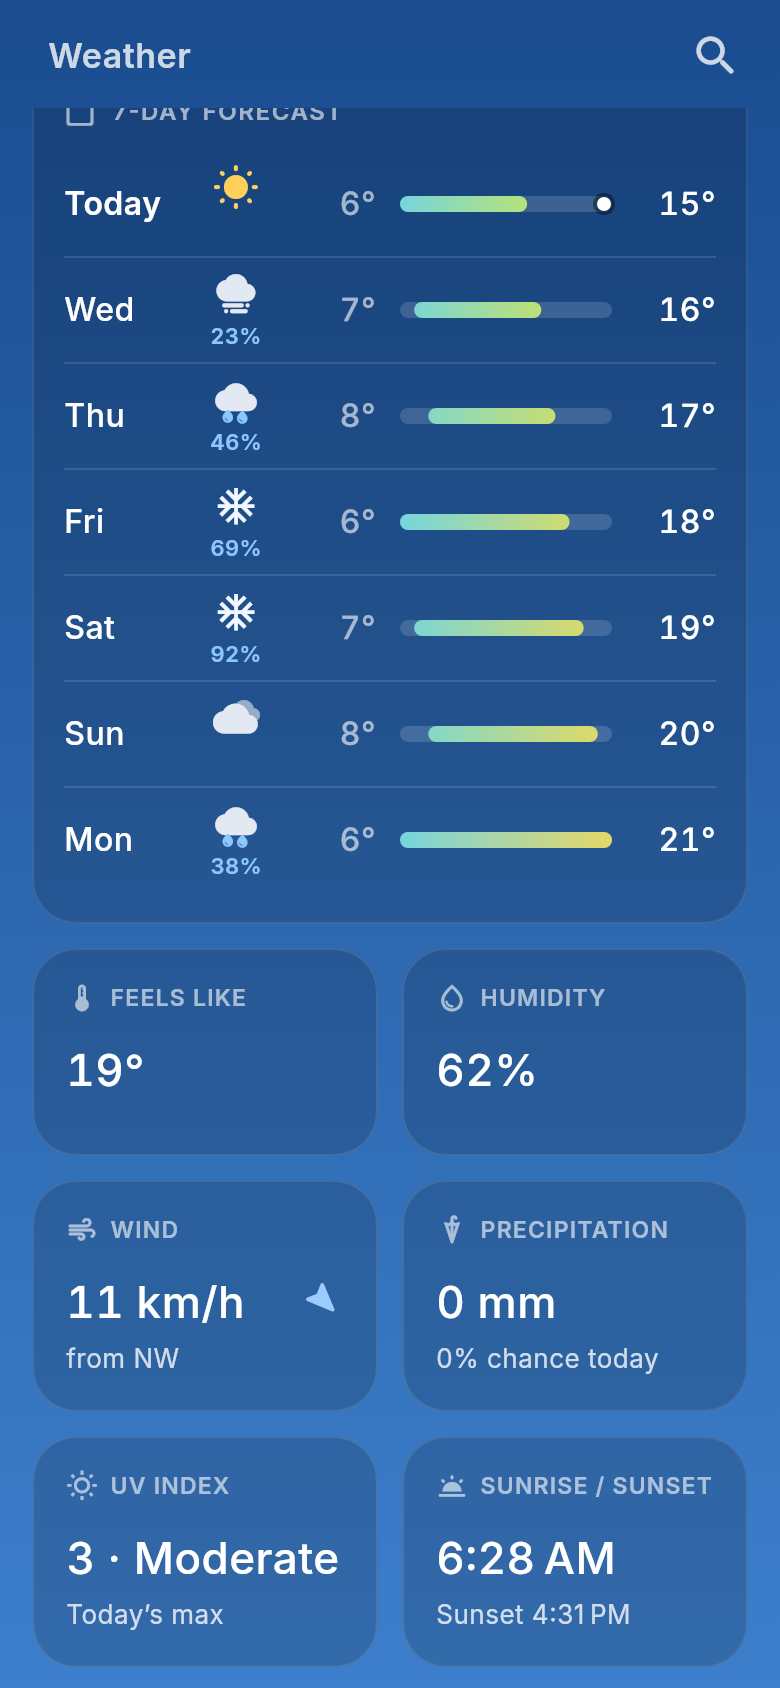 Weather
7-DAY FORECAST
Today 6° 15°
Wed 23% 7° 16°
Thu 46% 8° 17°
Fri 69% 6° 18°
Sat 92% 7° 19°
Sun 8° 20°
Mon 38% 6° 21°
FEELS LIKE
19°
HUMIDITY
62%
WIND
11 km/h
from NW
PRECIPITATION
0 mm
0% chance today
UV INDEX
3 · Moderate
Today’s max
SUNRISE / SUNSET
6:28 AM
Sunset 4:31 PM